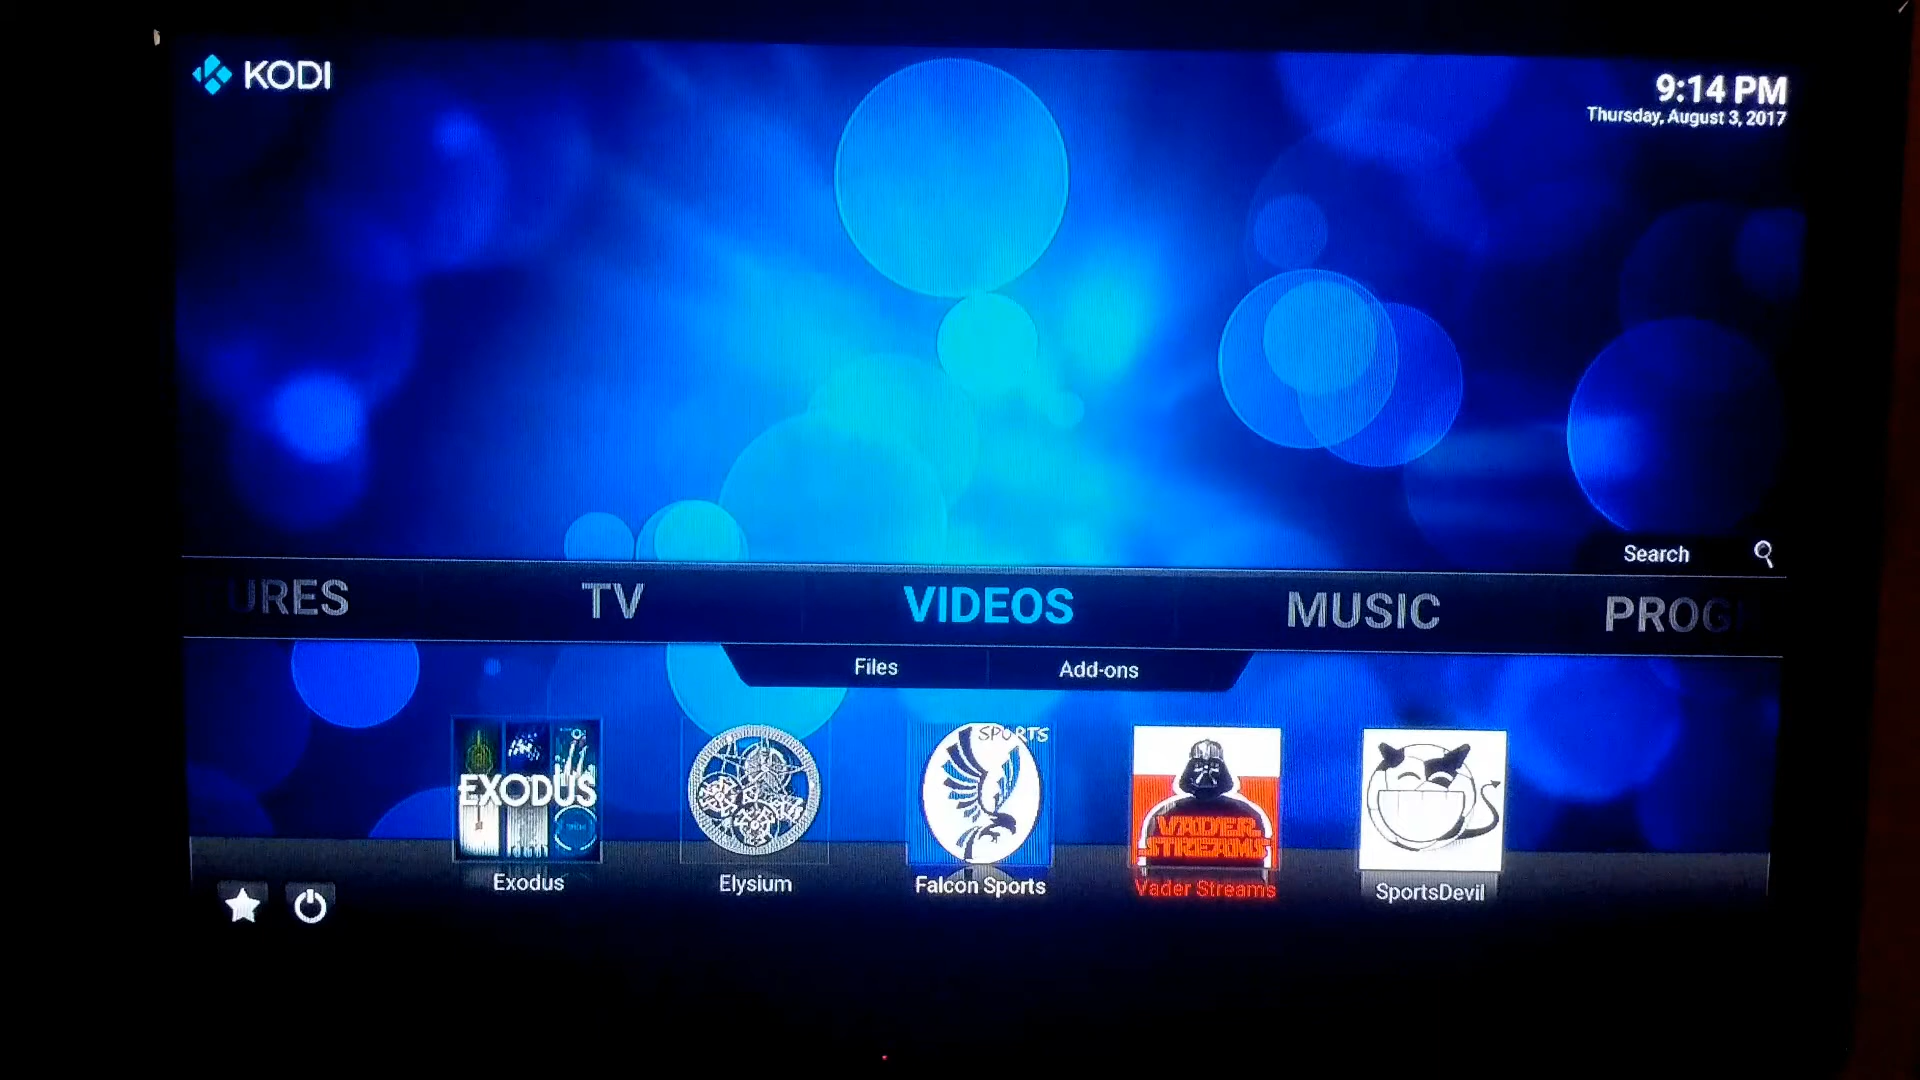 KODI
9:14 PM
Thursday, August 3, 2017
Search
URES
TV
VIDEOS
MUSIC
PROG
Files
Add-ons
EXODUS
SPORTS
VADER
STREAMS
Exodus
Elysium
Falcon Sports
Vader Streams
SportsDevil